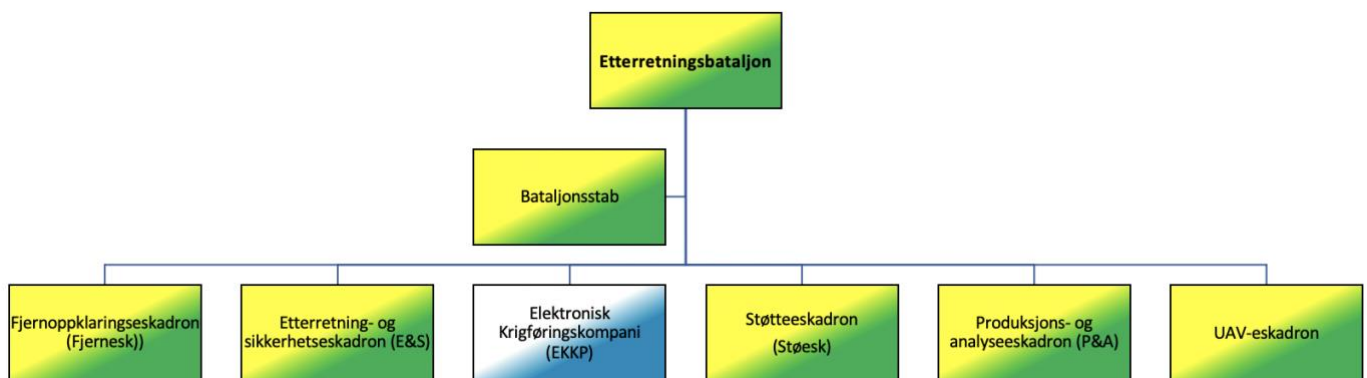 Etterretningsbataljon
Bataljonsstab
Fjernoppklaringseskadron
(Fjernesk))
Etterretning- og
sikkerhetseskadron (E&S)
Elektronisk
Krigføringskompani
(EKKP)
Støtteeskadron
(Støesk)
Produksjons- og
analyseeskadron (P&A)
UAV-eskadron